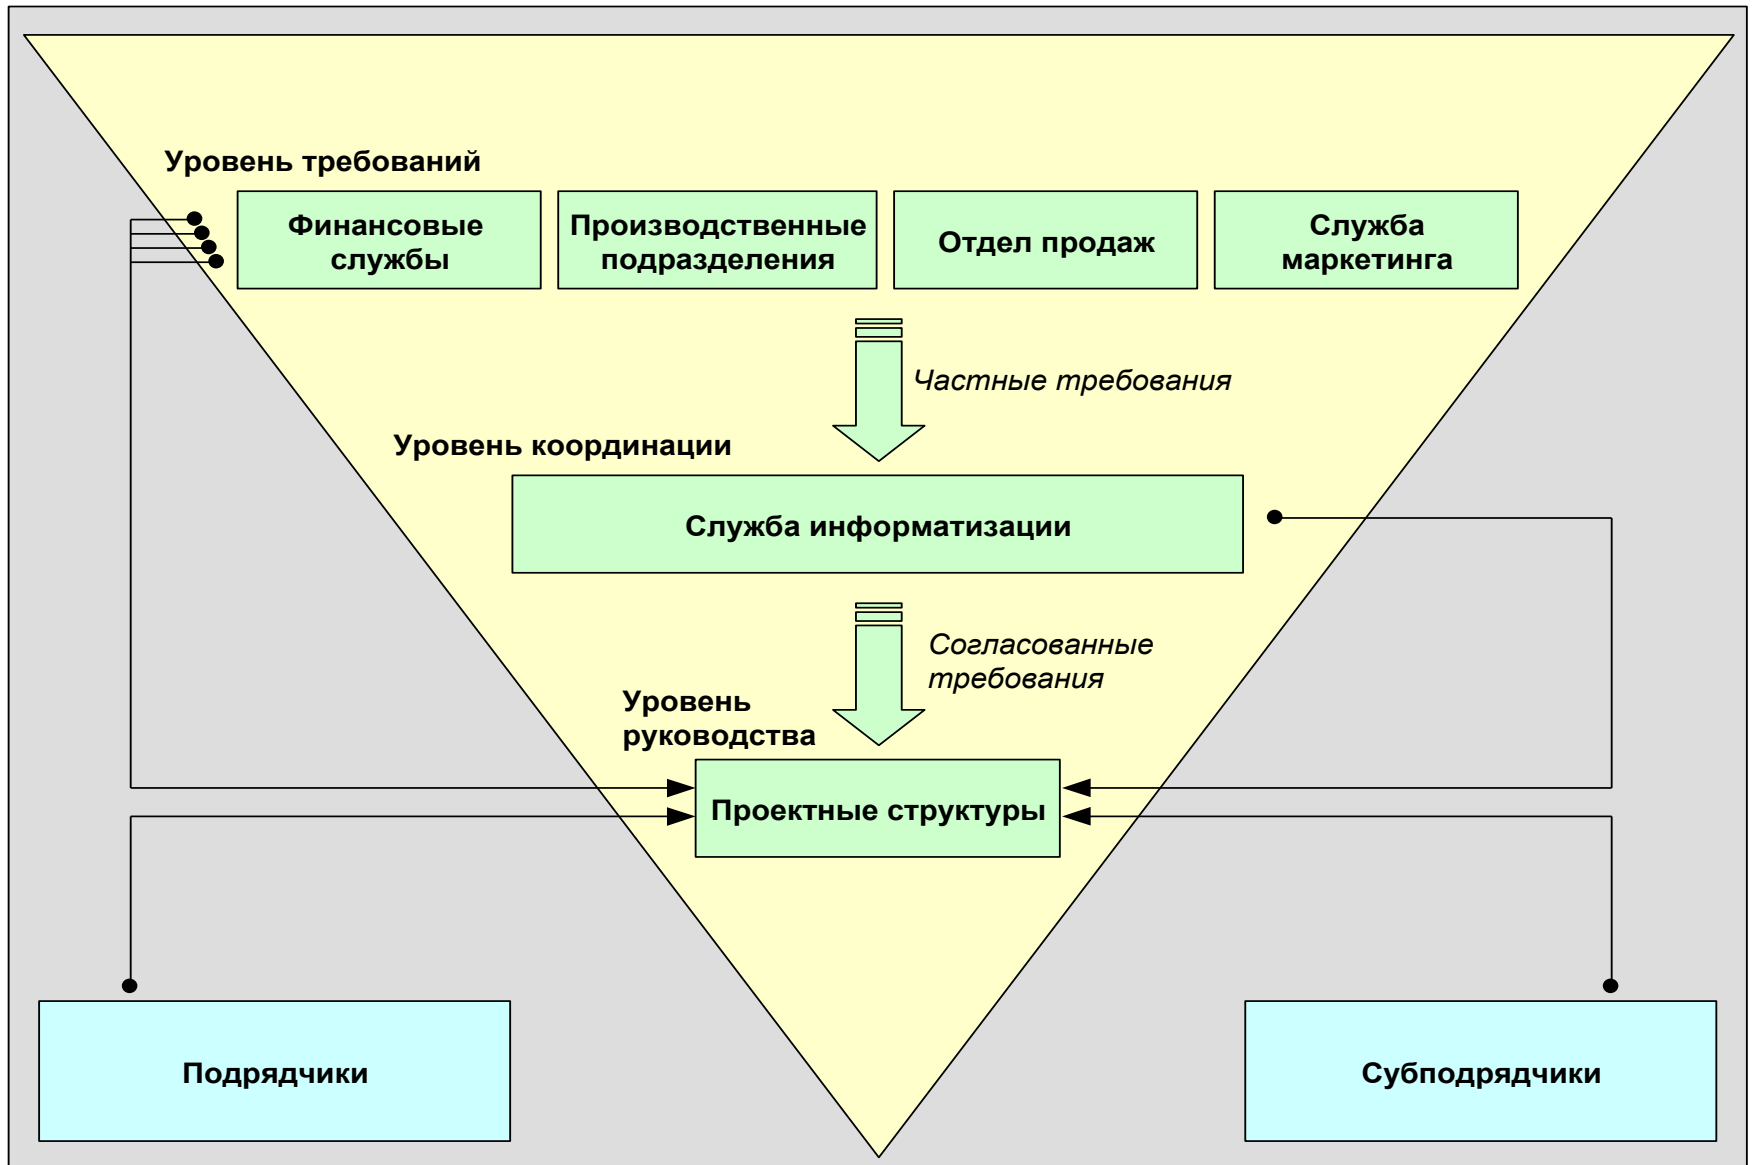 Уровень требований
Финансовые
службы
Производственные
подразделения
Отдел продаж
Служба
маркетинга
Частные требования
Уровень координации
Служба информатизации
Согласованные
требования
Уровень
руководства
Проектные структуры
Подрядчики
Субподрядчики